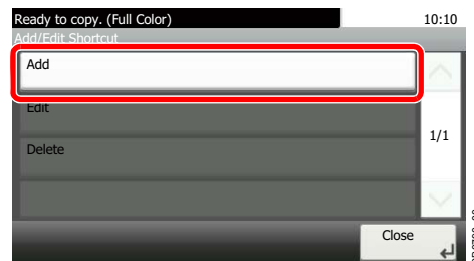 Ready to copy. (Full Color) 10:10
Add/Edit Shortcut
Add
Edit
1/1
Delete
Close